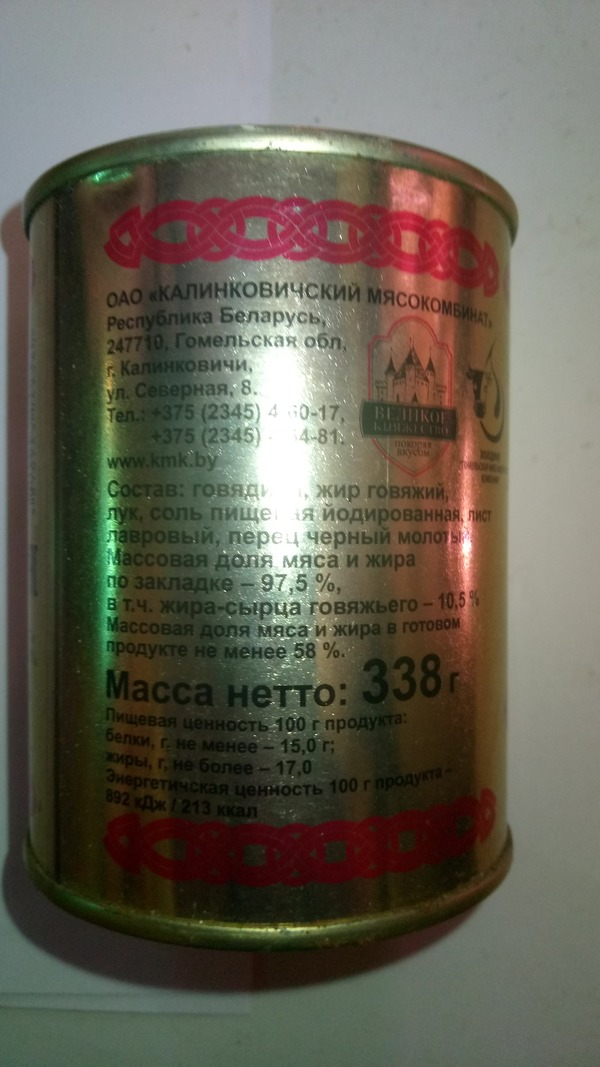 ОАО «КАЛИНКОВИЧСКИЙ МЯСОКОМБИНАТ»
Республика Беларусь,
247710, Гомельская обл.
г. Калинковичи,
ул. Северная, 8.
Тел.: +375 (2345)
+375 (2345)
www.kmk.by
ВЕЛИКОЕ
КНЯЖЕСТВО
покоряя
вкусом
Состав: жир говяжий,
лук, соль йодированная, лист
лавровый, перец черный молотый
Массовая доля мяса и жира
по закладке – 97,5 %,
в т.ч. жира-сырца говяжьего – 10,5 %
Массовая доля мяса и жира в готовом
продукте не менее 58 %.
Масса нетто: 338 г
Пищевая ценность 100 г продукта:
белки, г, не менее – 15,0 г;
жиры, г, не более – 17,0
Энергетическая ценность 100 г продукта –
892 кДж / 213 ккал